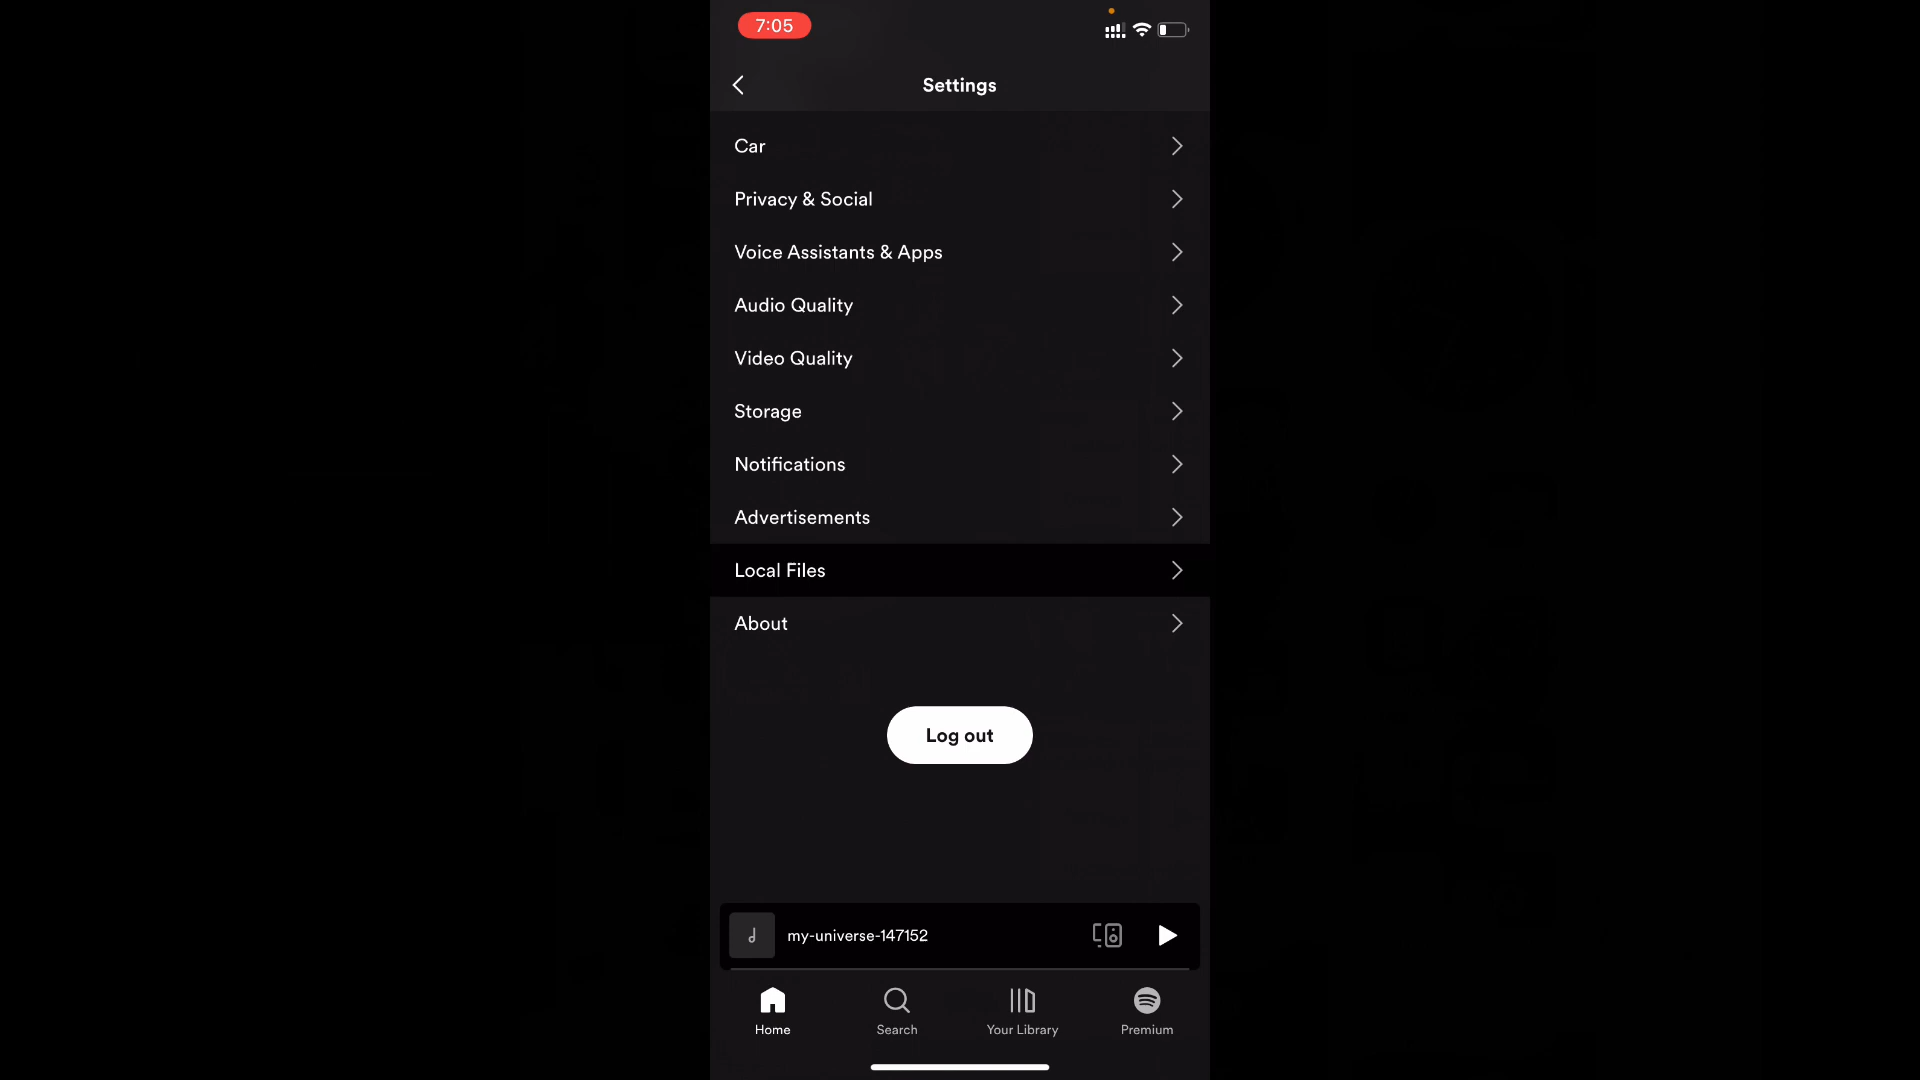 7:05
Settings
Car
Privacy & Social
Voice Assistants & Apps
Audio Quality
Video Quality
Storage
Notifications
Advertisements
Local Files
About
Log out
my-universe-147152
Home
Search
Your Library
Premium